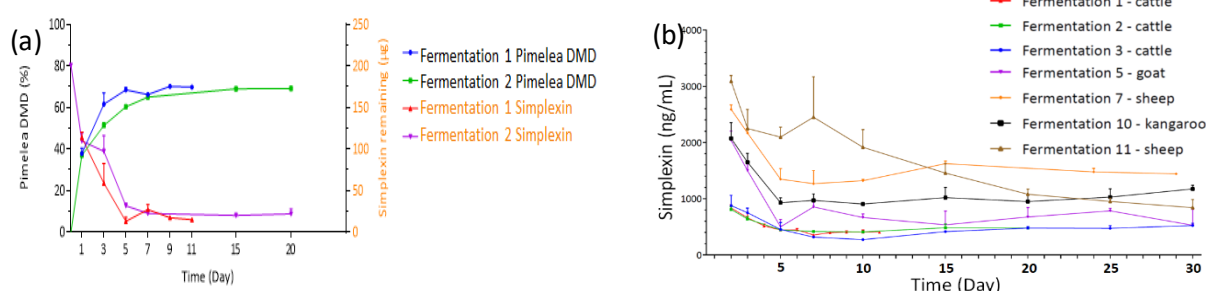 (a)
100
80
60
40
20
0
Pimelea DMD (%)
250
200
150
100
50
0
Simplexin remaining (µg)
1 3 5 7 9 11 15 20
Time (Day)
Fermentation 1 Pimelea DMD
Fermentation 2 Pimelea DMD
Fermentation 1 Simplexin
Fermentation 2 Simplexin
(b)
4000
3000
2000
1000
0
Simplexin (ng/mL)
5 10 15 20 25 30
Time (Day)
Fermentation 1 - cattle
Fermentation 2 - cattle
Fermentation 3 - cattle
Fermentation 5 - goat
Fermentation 7 - sheep
Fermentation 10 - kangaroo
Fermentation 11 - sheep